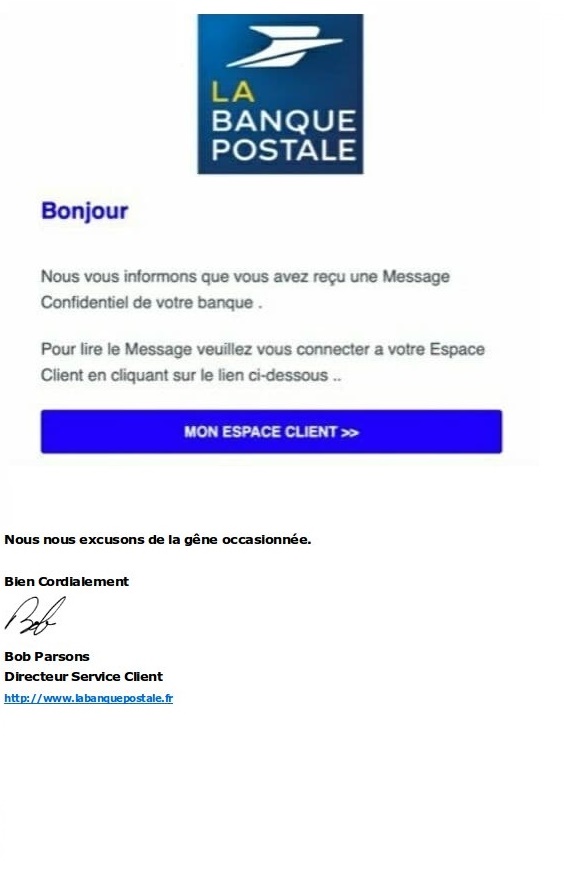 LA
BANQUE
POSTALE
Bonjour
Nous vous informons que vous avez reçu une Message
Confidentiel de votre banque .
Pour lire le Message veuillez vous connecter a votre Espace
Client en cliquant sur le lien ci-dessous ..
MON ESPACE CLIENT >>
Nous nous excusons de la gêne occasionnée.
Bien Cordialement
Bob
Bob Parsons
Directeur Service Client
http://www.labanquepostale.fr